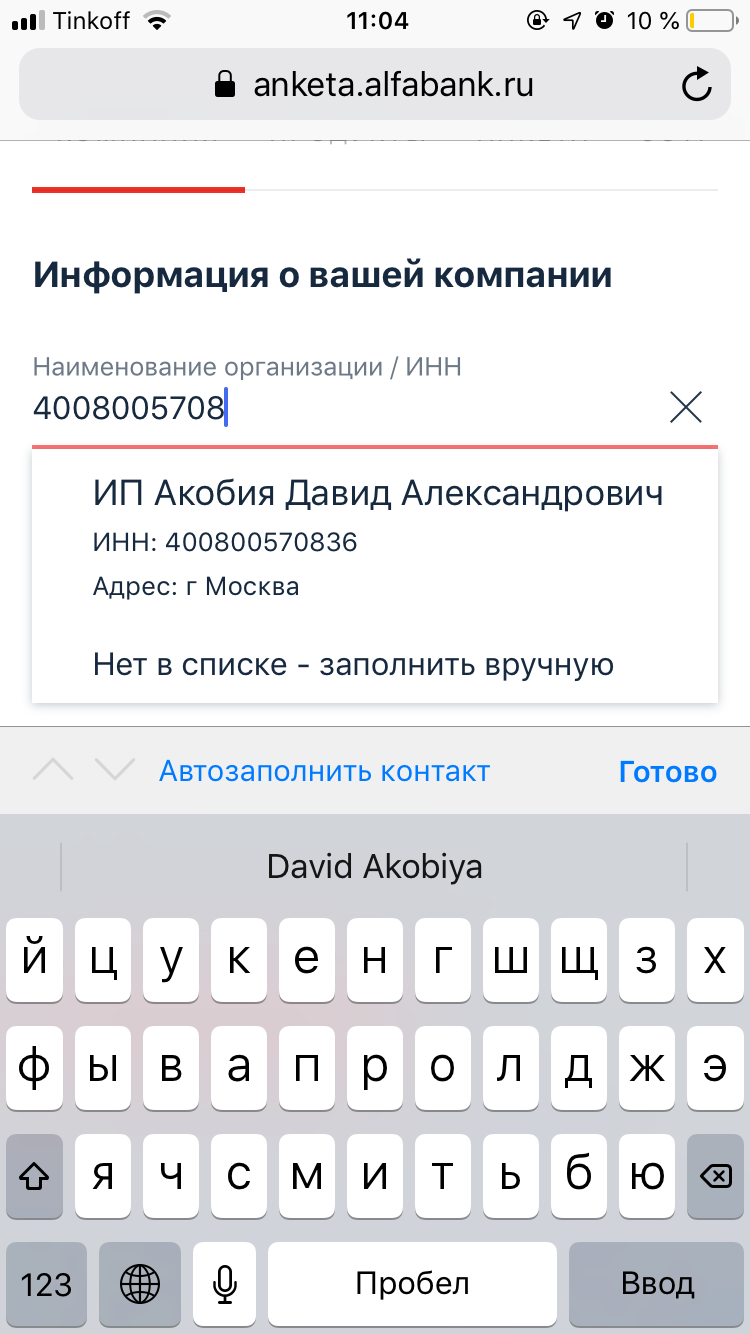 Tinkoff 11:04 10 %
anketa.alfabank.ru
Информация о вашей компании
Наименование организации / ИНН
4008005708
ИП Акобия Давид Александрович
ИНН: 400800570836
Адрес: г Москва
Нет в списке - заполнить вручную
Автозаполнить контакт Готово
David Akobiya
й ц у к е н г ш щ з х
ф ы в а п р о л д ж э
я ч с м и т ь б ю
123 Пробел Ввод